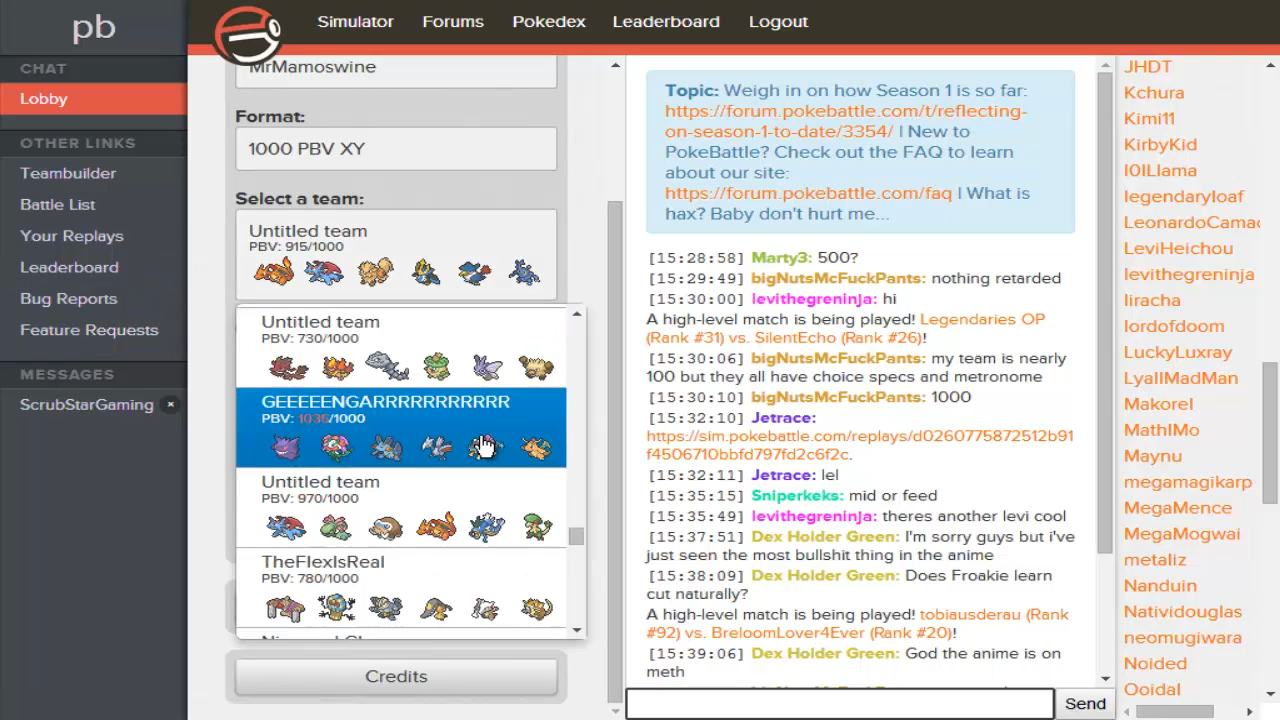 pb
Simulator
Forums
Pokedex
Leaderboard
Logout
CHAT
Lobby
OTHER LINKS
Teambuilder
Battle List
Your Replays
Leaderboard
Bug Reports
Feature Requests
MESSAGES
ScrubStarGaming ×
MrMamoswine
Format:
1000 PBV XY
Select a team:
Untitled team
PBV: 915/1000
Untitled team
PBV: 730/1000
GEEEEENGARRRRRRRRRRR
PBV: 1035/1000
Untitled team
PBV: 970/1000
TheFlexIsReal
PBV: 780/1000
Credits
Topic: Weigh in on how Season 1 is so far:
https://forum.pokebattle.com/t/reflecting-
on-season-1-to-date/3354/ | New to
PokeBattle? Check out the FAQ to learn
about our site:
https://forum.pokebattle.com/faq | What is
hax? Baby don't hurt me...
[15:28:58] Marty3: 500?
[15:29:49] bigNutsMcFuckPants: nothing retarded
[15:30:00] levithegreninja: hi
A high-level match is being played! Legendaries OP
(Rank #31) vs. SilentEcho (Rank #26)!
[15:30:06] bigNutsMcFuckPants: my team is nearly
100 but they all have choice specs and metronome
[15:30:10] bigNutsMcFuckPants: 1000
[15:32:10] Jetrace:
https://sim.pokebattle.com/replays/d0260775872512b91
f4506710bbfd797fd2c6f2c.
[15:32:11] Jetrace: lel
[15:35:15] Sniperkeks: mid or feed
[15:35:49] levithegreninja: theres another levi cool
[15:37:51] Dex Holder Green: I'm sorry guys but i've
just seen the most bullshit thing in the anime
[15:38:09] Dex Holder Green: Does Froakie learn
cut naturally?
A high-level match is being played! tobiausderau (Rank
#92) vs. BreloomLover4Ever (Rank #20)!
[15:39:06] Dex Holder Green: God the anime is on
meth
Send
JHDT
Kchura
Kimi11
KirbyKid
l0ILlama
legendaryloaf
LeonardoCamac
LeviHeichou
levithegreninja
liracha
lordofdoom
LuckyLuxray
LyallMadMan
Makorel
MathIMo
Maynu
megamagikarp
MegaMence
MegaMogwai
metaliz
Nanduin
Natividouglas
neomugiwara
Noided
Ooidal